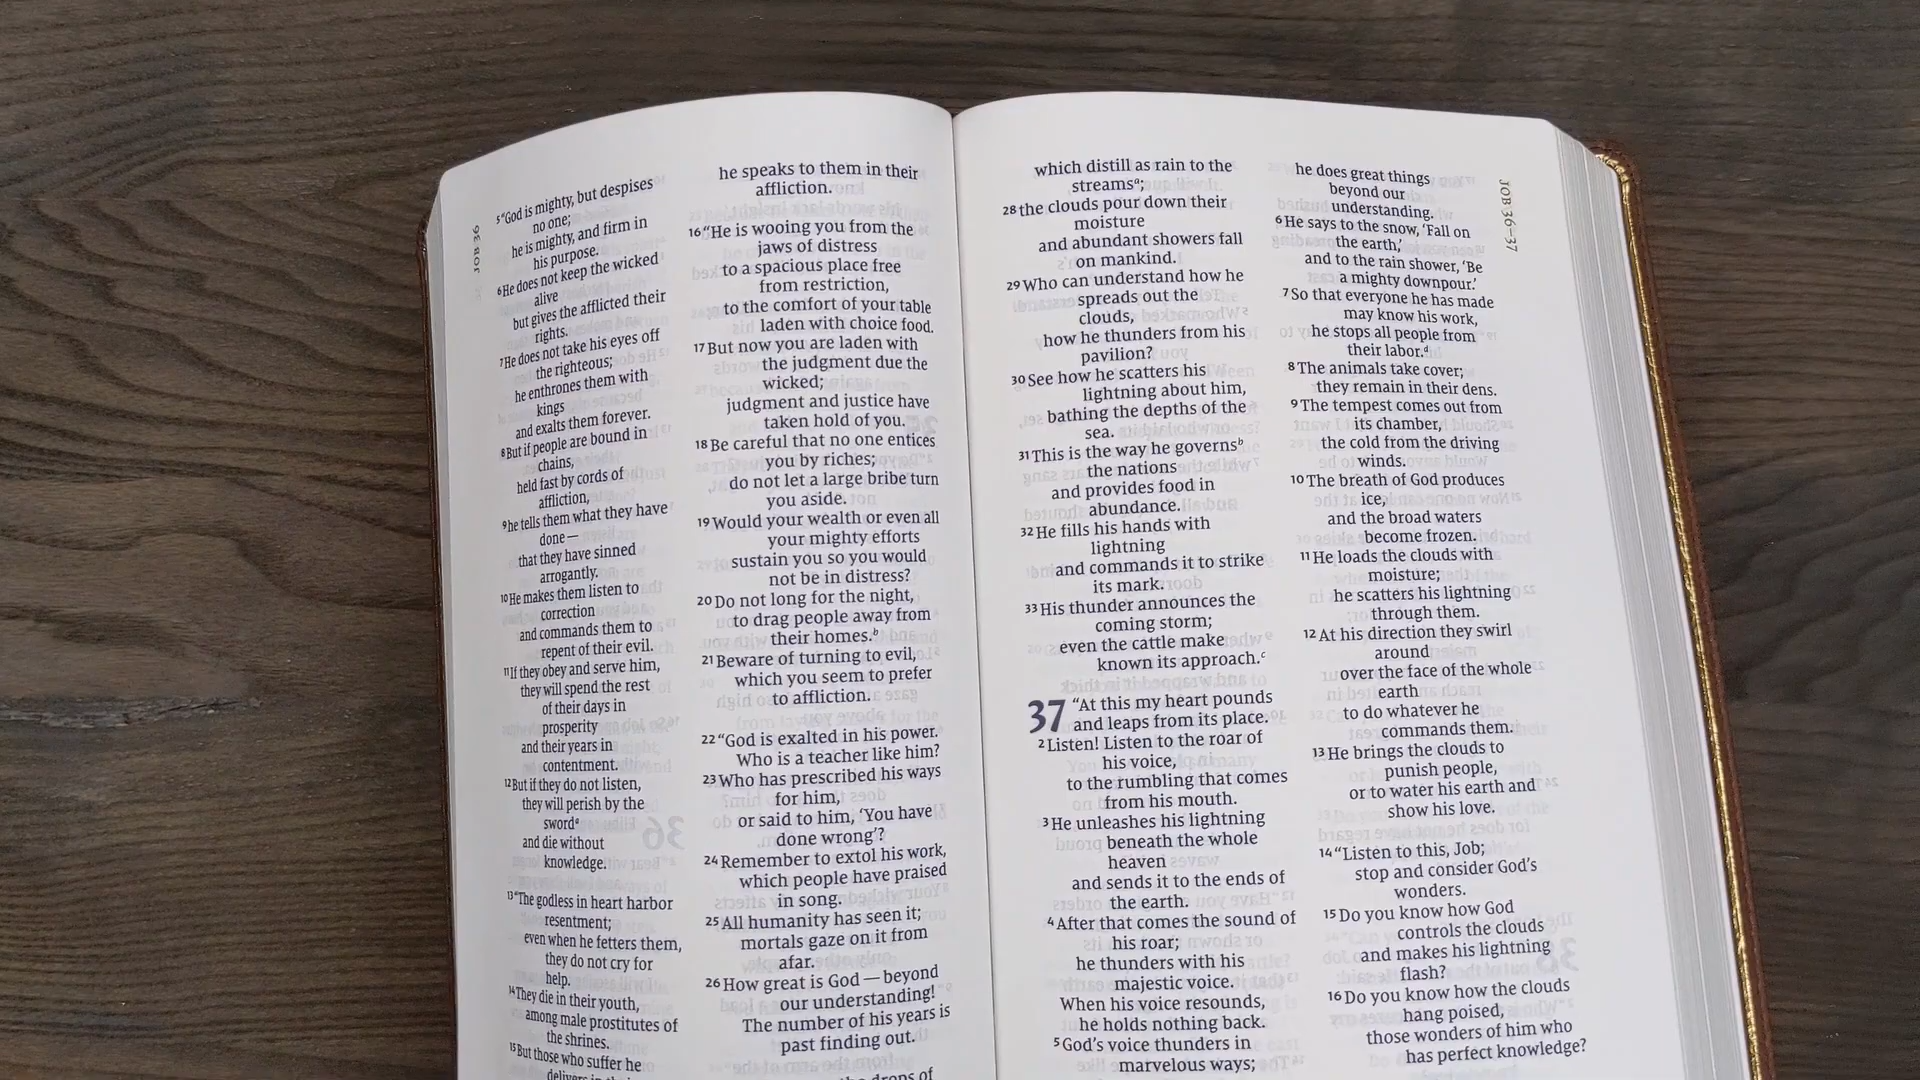 JOB 36
5 “God is mighty, but despises
no one;
he is mighty, and firm in
his purpose.
6 He does not keep the wicked
alive
but gives the afflicted their
rights.
7 He does not take his eyes off
the righteous;
he enthrones them with
kings
and exalts them forever.
8 But if people are bound in
chains,
held fast by cords of
affliction,
9 he tells them what they have
done —
that they have sinned
arrogantly.
10 He makes them listen to
correction
and commands them to
repent of their evil.
11 If they obey and serve him,
they will spend the rest
of their days in
prosperity
and their years in
contentment.
12 But if they do not listen,
they will perish by the
sword a
and die without
knowledge.
13 “The godless in heart harbor
resentment;
even when he fetters them,
they do not cry for
help.
14 They die in their youth,
among male prostitutes of
the shrines.
15 But those who suffer he
he speaks to them in their
affliction.
16 “He is wooing you from the
jaws of distress
to a spacious place free
from restriction,
to the comfort of your table
laden with choice food.
17 But now you are laden with
the judgment due the
wicked;
judgment and justice have
taken hold of you.
18 Be careful that no one entices
you by riches;
do not let a large bribe turn
you aside.
19 Would your wealth or even all
your mighty efforts
sustain you so you would
not be in distress?
20 Do not long for the night,
to drag people away from
their homes. b
21 Beware of turning to evil,
which you seem to prefer
to affliction.
22 “God is exalted in his power.
Who is a teacher like him?
23 Who has prescribed his ways
for him,
or said to him, ‘You have
done wrong’?
24 Remember to extol his work,
which people have praised
in song.
25 All humanity has seen it;
mortals gaze on it from
afar.
26 How great is God — beyond
our understanding!
The number of his years is
past finding out.
drops of
which distill as rain to the
streams a;
28 the clouds pour down their
moisture
and abundant showers fall
on mankind.
29 Who can understand how he
spreads out the
clouds,
how he thunders from his
pavilion?
30 See how he scatters his
lightning about him,
bathing the depths of the
sea.
31 This is the way he governs b
the nations
and provides food in
abundance.
32 He fills his hands with
lightning
and commands it to strike
its mark.
33 His thunder announces the
coming storm;
even the cattle make
known its approach. c
37 “At this my heart pounds
and leaps from its place.
2 Listen! Listen to the roar of
his voice,
to the rumbling that comes
from his mouth.
3 He unleashes his lightning
beneath the whole
heaven
and sends it to the ends of
the earth.
4 After that comes the sound of
his roar;
he thunders with his
majestic voice.
When his voice resounds,
he holds nothing back.
5 God’s voice thunders in
marvelous ways;
he does great things
beyond our
understanding.
6 He says to the snow, ‘Fall on
the earth,’
and to the rain shower, ‘Be
a mighty downpour.’
7 So that everyone he has made
may know his work,
he stops all people from
their labor. d
8 The animals take cover;
they remain in their dens.
9 The tempest comes out from
its chamber,
the cold from the driving
winds.
10 The breath of God produces
ice,
and the broad waters
become frozen.
11 He loads the clouds with
moisture;
he scatters his lightning
through them.
12 At his direction they swirl
around
over the face of the whole
earth
to do whatever he
commands them.
13 He brings the clouds to
punish people,
or to water his earth and
show his love.
14 “Listen to this, Job;
stop and consider God’s
wonders.
15 Do you know how God
controls the clouds
and makes his lightning
flash?
16 Do you know how the clouds
hang poised,
those wonders of him who
has perfect knowledge?
JOB 36–37